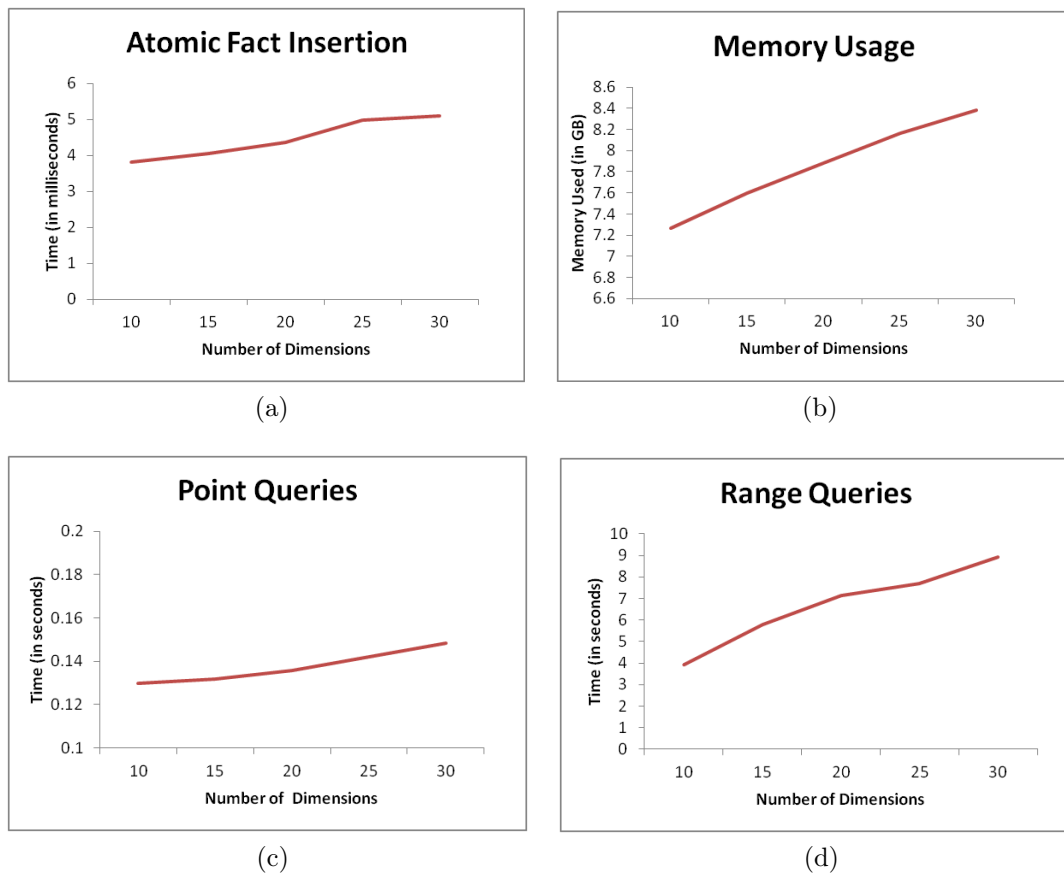 Atomic Fact Insertion
Time (in milliseconds)
6
5
4
3
2
1
0
10 15 20 25 30
Number of Dimensions
(a)
Memory Usage
Memory Used (in GB)
8.6
8.4
8.2
8
7.8
7.6
7.4
7.2
7
6.8
6.6
10 15 20 25 30
Number of Dimensions
(b)
Point Queries
Time (in seconds)
0.2
0.18
0.16
0.14
0.12
0.1
10 15 20 25 30
Number of Dimensions
(c)
Range Queries
Time (in seconds)
10
9
8
7
6
5
4
3
2
1
0
10 15 20 25 30
Number of Dimensions
(d)